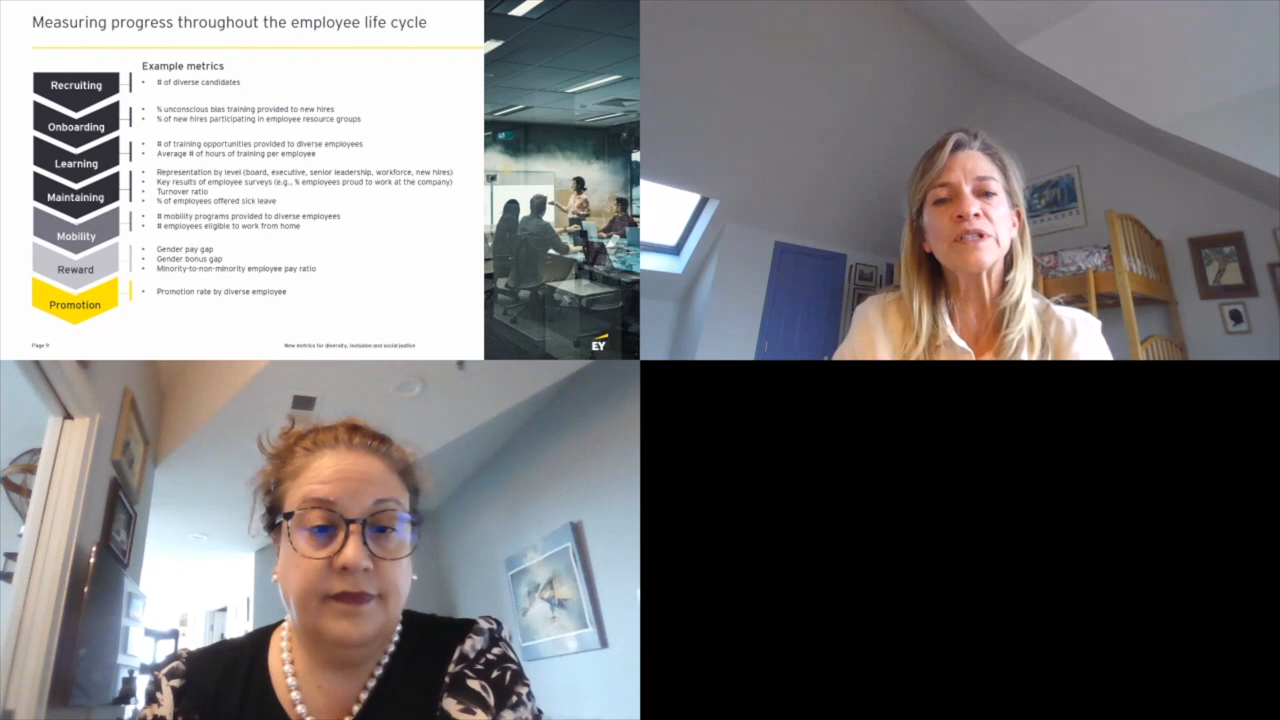 Measuring progress throughout the employee life cycle
Example metrics
Recruiting
• # of diverse candidates
Onboarding
• % unconscious bias training provided to new hires
• % of new hires participating in employee resource groups
Learning
• # of training opportunities provided to diverse employees
• Average # of hours of training per employee
Maintaining
• Representation by level (board, executive, senior leadership, workforce, new hires)
• Key results of employee surveys (e.g., % employees proud to work at the company)
• Turnover ratio
• % of employees offered sick leave
Mobility
• # mobility programs provided to diverse employees
• # employees eligible to work from home
Reward
• Gender pay gap
• Gender bonus gap
• Minority-to-non-minority employee pay ratio
Promotion
• Promotion rate by diverse employee
Page 9
New metrics for diversity, inclusion and social justice
EY